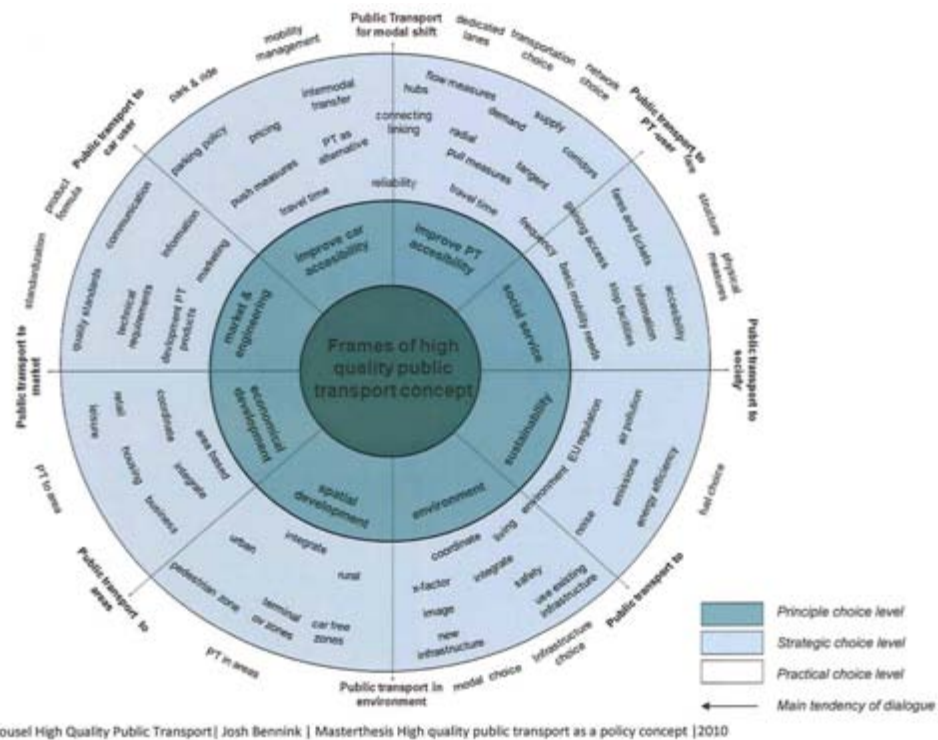 Public Transport
for modal shift
dedicated
lanes
transportation
choice
network
choice
Public transport to
PT -user
fare
structure
physical
measures
Public transport to
society
fuel choice
Public transport to
infrastructure
choice
modal choice
Public transport in
environment
PT in areas
Public transport to
areas
PT to area
Public transport to
market
standardization
product
formula
Public transport to
car user
park & ride
mobility
management
intermodal
transfer
pricing
parking policy
PT as
alternative
push measures
travel time
hubs
flow measures
connecting
linking
demand
supply
radial
pull measures
tangent
corridors
reliability
travel time
frequency
gaining access
fares and tickets
basic mobility needs
stop facilities
information
accesibility
EU regulation
air pollution
emissions
energy efficiency
noise
environment
living
coordinate
x-factor
integrate
safety
use existing
infrastructure
image
new
infrastructure
integrate
urban
rural
pedestrian zone
terminal
ov zones
car free
zones
area based
coordinate
integrate
retail
leisure
housing
business
communication
information
marketing
quality standards
technical
requirements
devlopment PT
products
improve car
accesibility
improve PT
accesibility
social service
sustainability
environment
spatial
development
economical
development
market &
engineering
Frames of high
quality public
transport concept
Principle choice level
Strategic choice level
Practical choice level
Main tendency of dialogue
ousel High Quality Public Transport| Josh Bennink | Masterthesis High quality public transport as a policy concept |2010